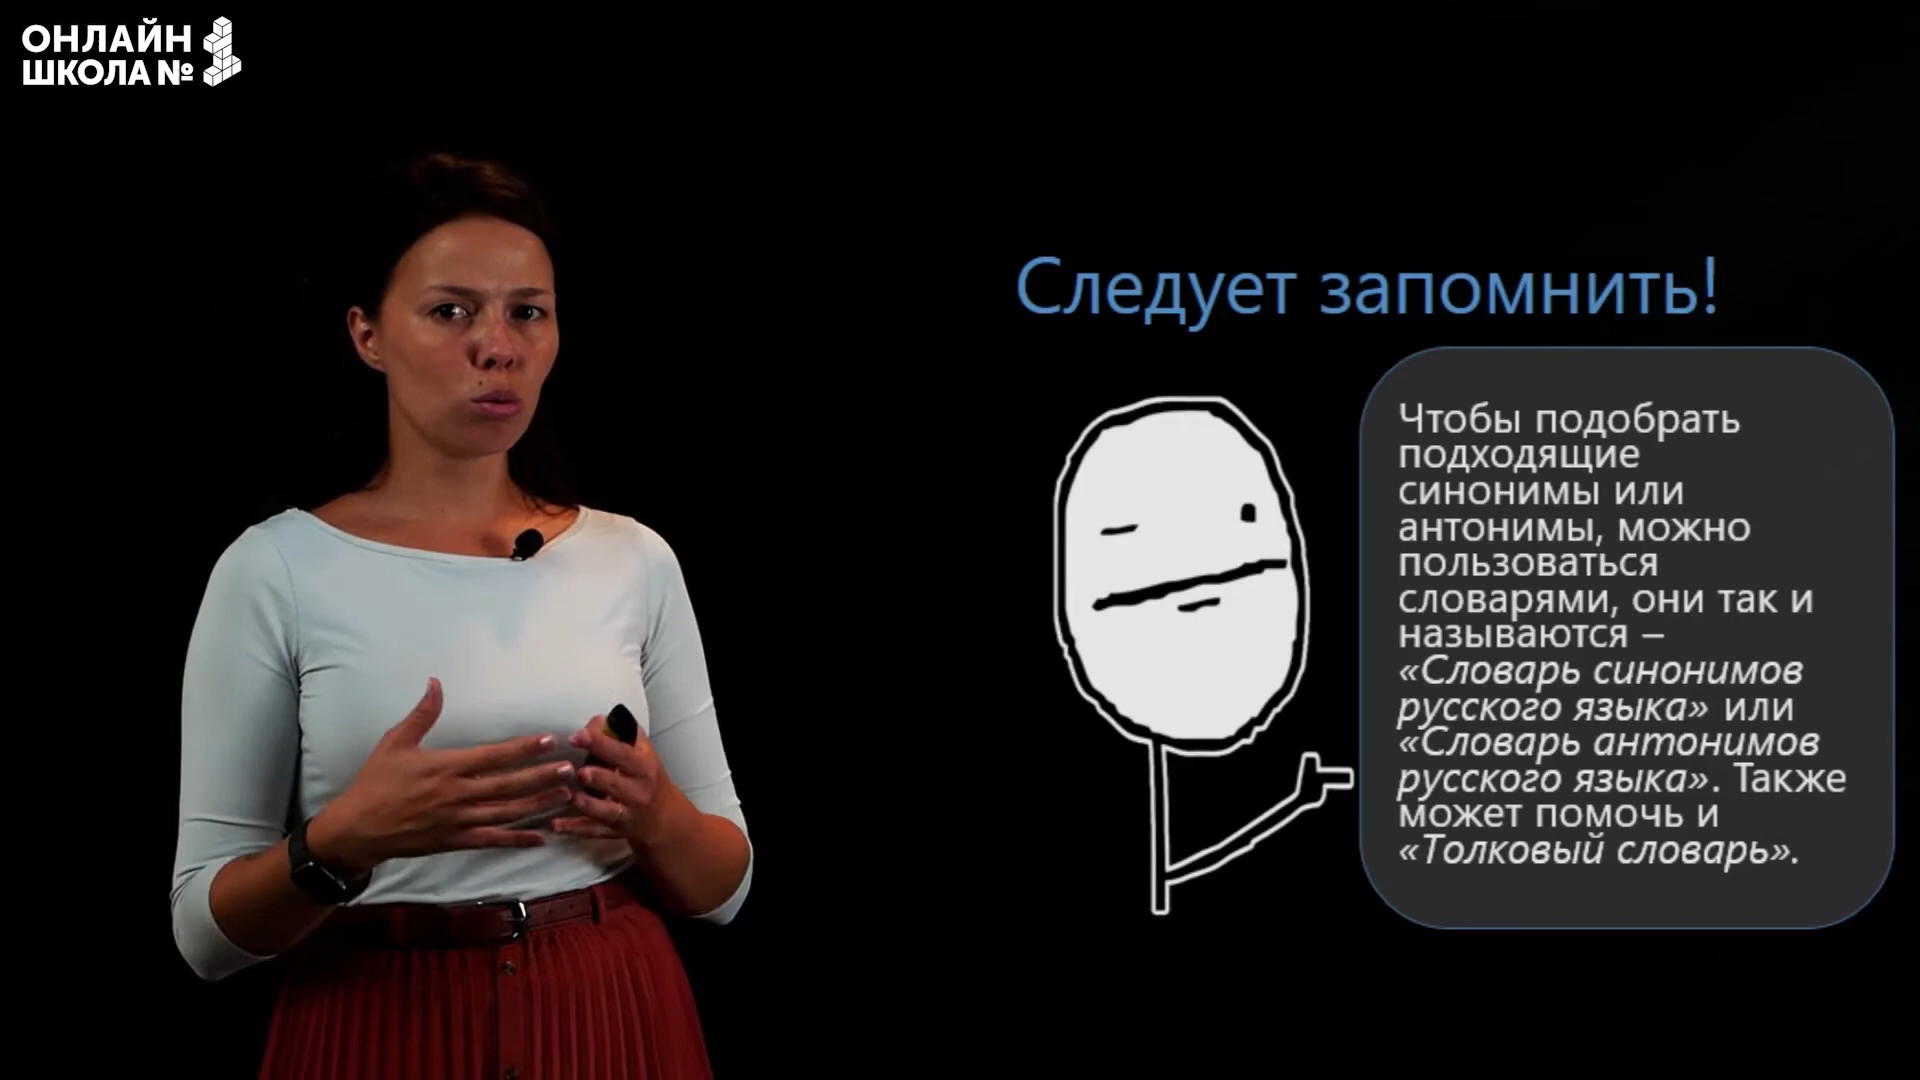 ОНЛАЙН
ШКОЛА №1
Следует запомнить!
Чтобы подобрать
подходящие
синонимы или
антонимы, можно
пользоваться
словарями, они так и
называются –
«Словарь синонимов
русского языка» или
«Словарь антонимов
русского языка». Также
может помочь и
«Толковый словарь».